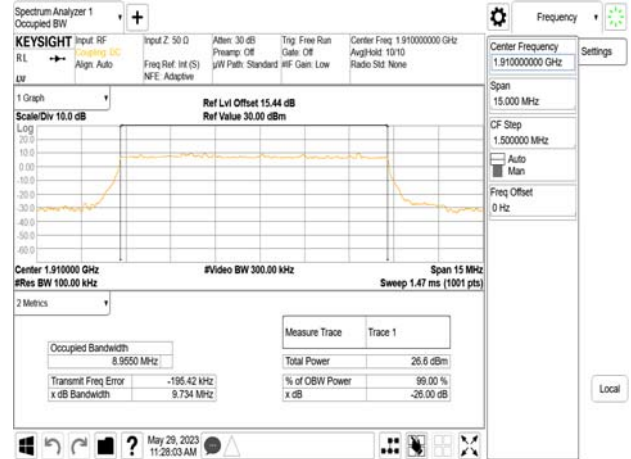 Spectrum Analyzer 1
Occupied BW
Frequency
KEYSIGHT
Input: RF
Coupling: DC
Align: Auto
RL
LXI
Input Z: 50 Ω
Freq Ref: Int (S)
NFE: Adaptive
Atten: 30 dB
Preamp: Off
µW Path: Standard
Trig: Free Run
Gate: Off
#IF Gain: Low
Center Freq: 1.910000000 GHz
Avg|Hold: 10/10
Radio Std: None
Center Frequency
1.910000000 GHz
Settings
Span
15.000 MHz
CF Step
1.500000 MHz
Auto
Man
Freq Offset
0 Hz
1 Graph
Scale/Div 10.0 dB
Ref Lvl Offset 15.44 dB
Ref Value 30.00 dBm
Log
20.0
10.0
0.00
-10.0
-20.0
-30.0
-40.0
-50.0
-60.0
Center 1.910000 GHz
#Res BW 100.00 kHz
#Video BW 300.00 kHz
Span 15 MHz
Sweep 1.47 ms (1001 pts)
2 Metrics
Measure Trace Trace 1
Occupied Bandwidth
8.9550 MHz
Total Power 26.6 dBm
Transmit Freq Error -195.42 kHz
% of OBW Power 99.00 %
x dB Bandwidth 9.734 MHz
x dB -26.00 dB
Local
May 29, 2023
11:28:03 AM